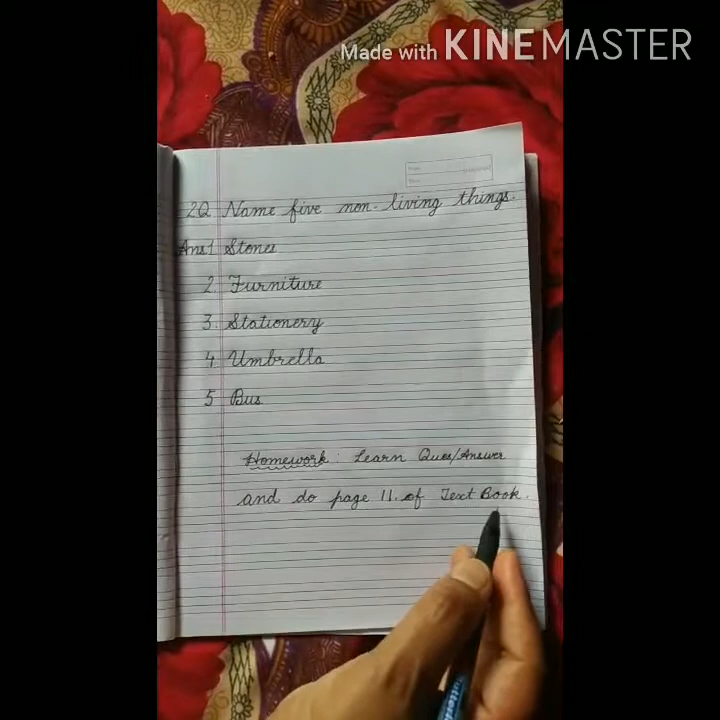 Made with KINEMASTER
2Q Name five non-living things.
Ans1 Stones
2. Furniture
3. Stationery
4 Umbrella
5 Bus
Homework: Learn Ques/Answer
and do page 11. of Text Book.